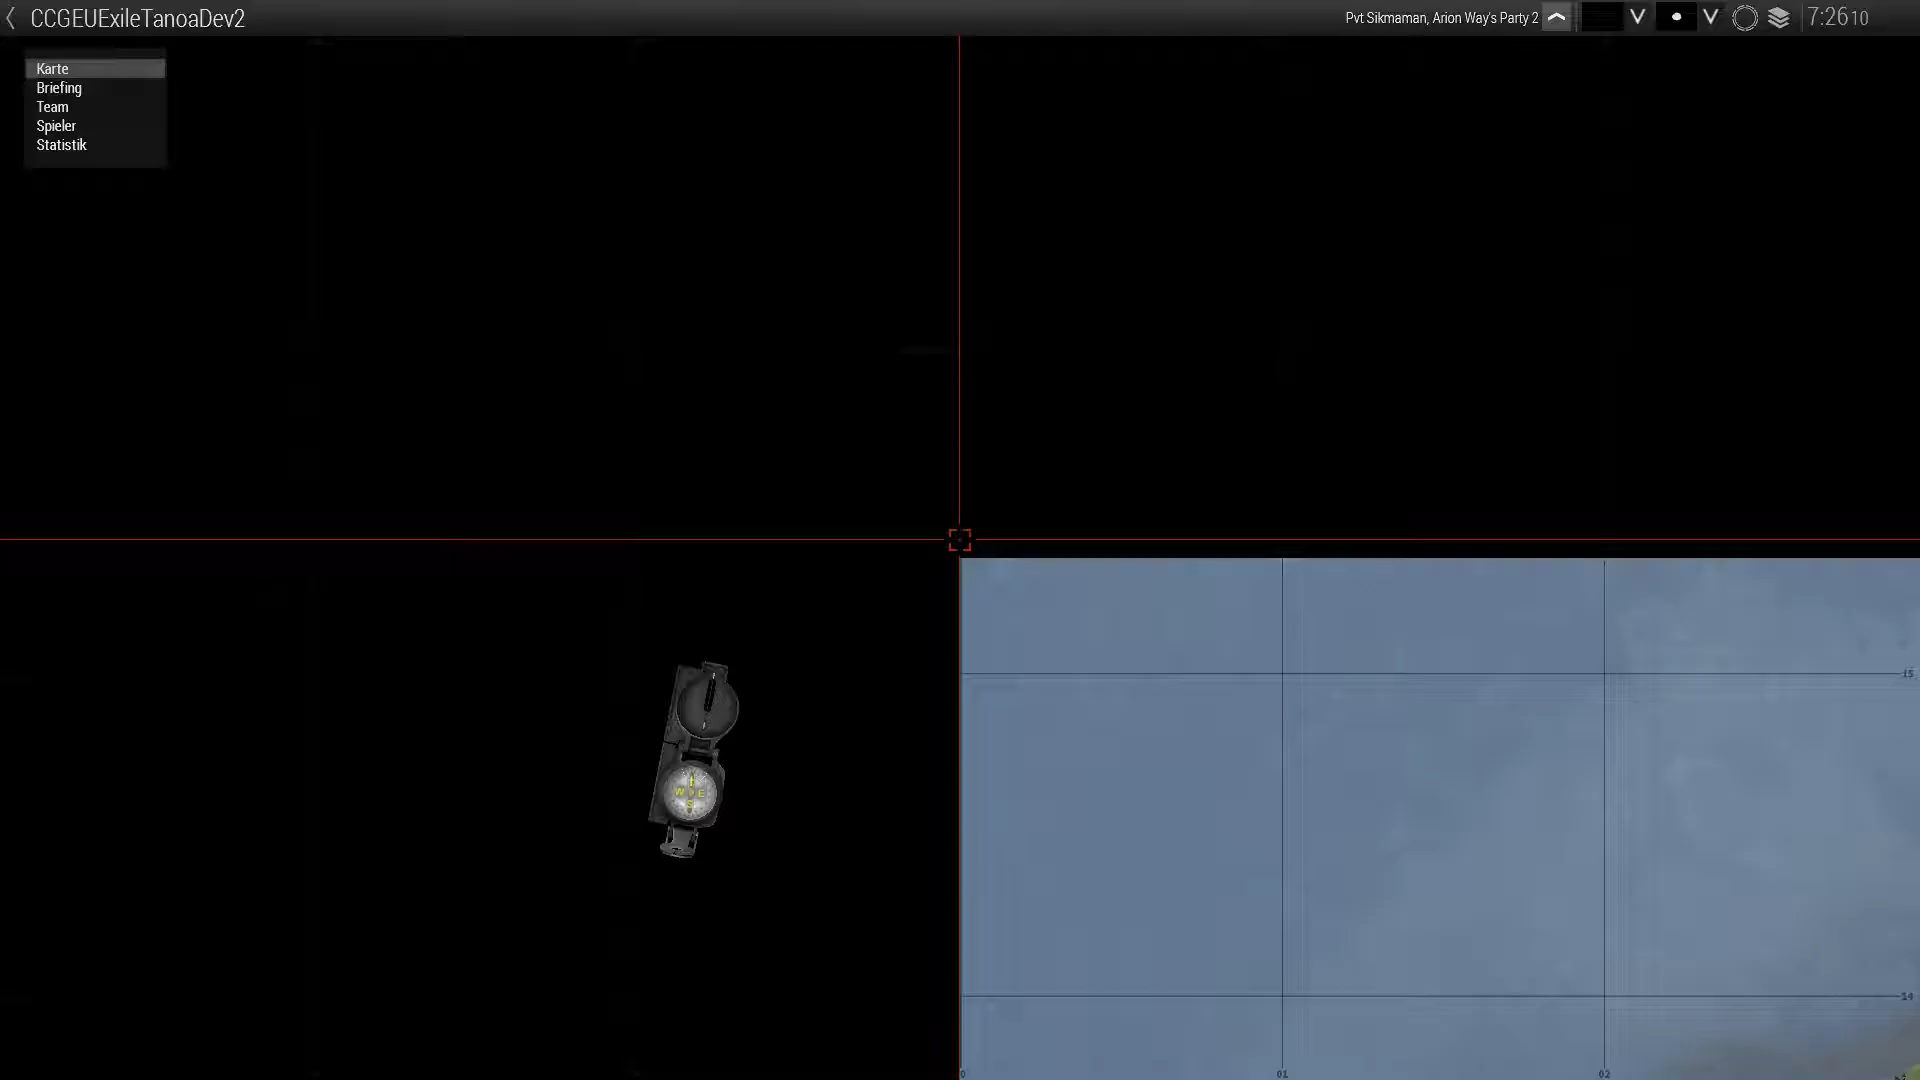 CCGEUExileTanoaDev2
Pvt Sikmaman, Arion Way's Party 2
7:26 10
Karte
Briefing
Team
Spieler
Statistik
W E
S
15
14
0 01 02